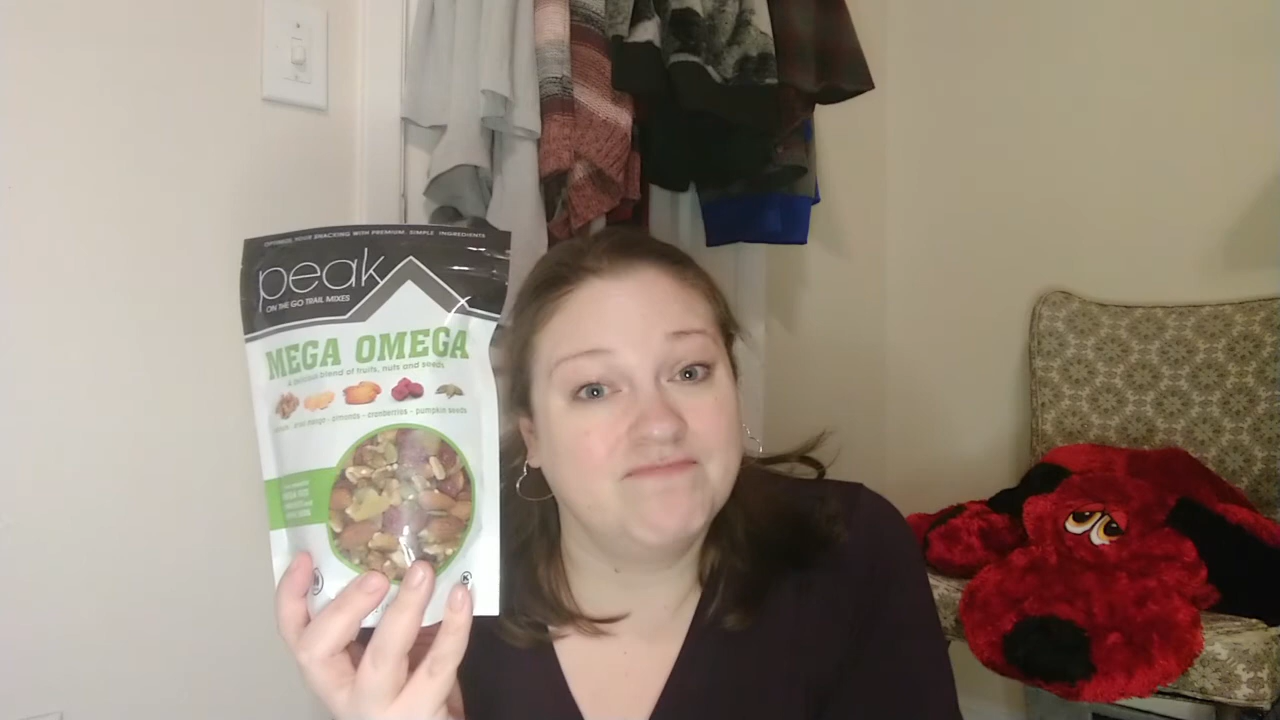 OPTIMIZE YOUR SNACKING WITH PREMIUM, SIMPLE INGREDIENTS
peak
ON THE GO TRAIL MIXES
MEGA OMEGA
A delicious blend of fruits, nuts and seeds
dried mango - almonds - cranberries - pumpkin seeds
K